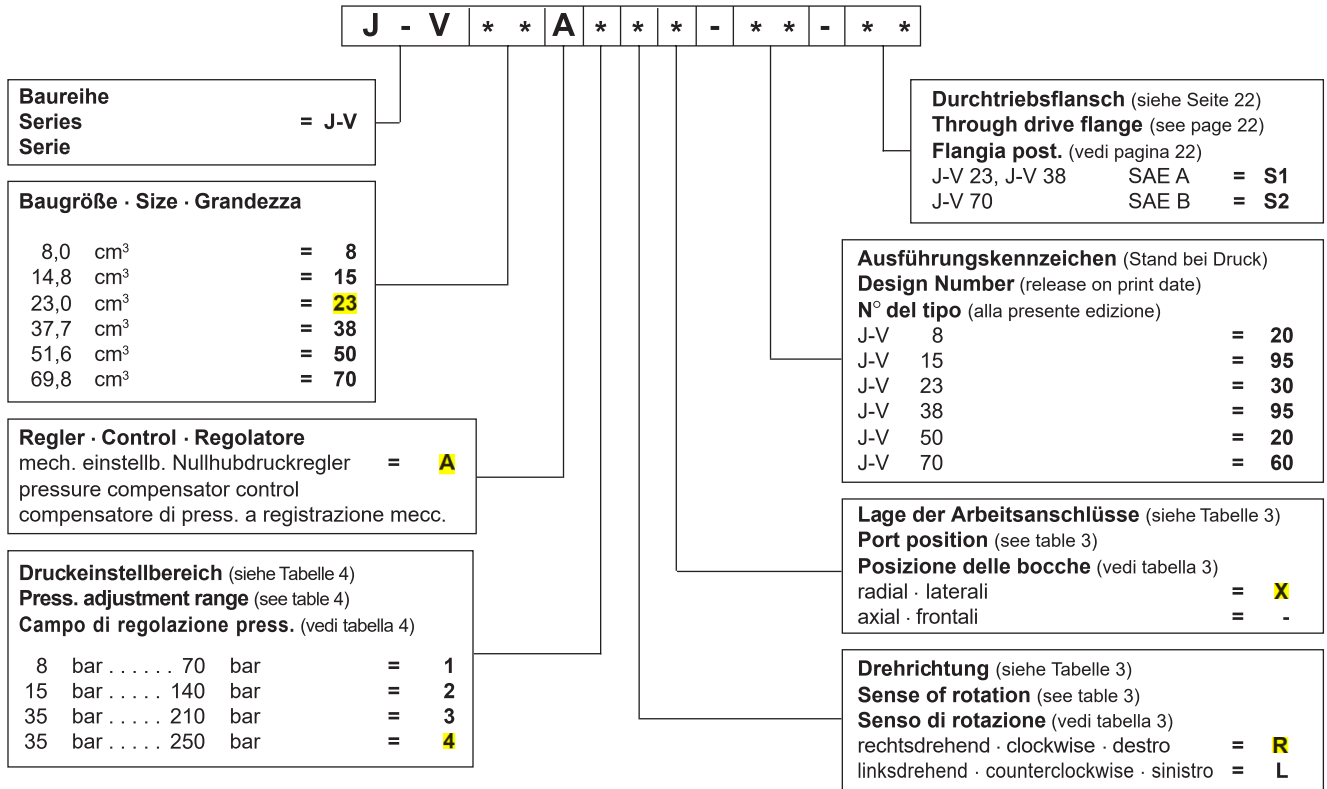 J - V * * A * * * - * * - * *
Baureihe
Series = J-V
Serie
Baugröße · Size · Grandezza
8,0 cm³ = 8
14,8 cm³ = 15
23,0 cm³ = 23
37,7 cm³ = 38
51,6 cm³ = 50
69,8 cm³ = 70
Regler · Control · Regolatore
mech. einstellb. Nullhubdruckregler = A
pressure compensator control
compensatore di press. a registrazione mecc.
Druckeinstellbereich (siehe Tabelle 4)
Press. adjustment range (see table 4)
Campo di regolazione press. (vedi tabella 4)
8 bar . . . . . . 70 bar = 1
15 bar . . . . . 140 bar = 2
35 bar . . . . . 210 bar = 3
35 bar . . . . . 250 bar = 4
Durchtriebsflansch (siehe Seite 22)
Through drive flange (see page 22)
Flangia post. (vedi pagina 22)
J-V 23, J-V 38 SAE A = S1
J-V 70 SAE B = S2
Ausführungskennzeichen (Stand bei Druck)
Design Number (release on print date)
N° del tipo (alla presente edizione)
J-V 8 = 20
J-V 15 = 95
J-V 23 = 30
J-V 38 = 95
J-V 50 = 20
J-V 70 = 60
Lage der Arbeitsanschlüsse (siehe Tabelle 3)
Port position (see table 3)
Posizione delle bocche (vedi tabella 3)
radial · laterali = X
axial · frontali = -
Drehrichtung (siehe Tabelle 3)
Sense of rotation (see table 3)
Senso di rotazione (vedi tabella 3)
rechtsdrehend · clockwise · destro = R
linksdrehend · counterclockwise · sinistro = L